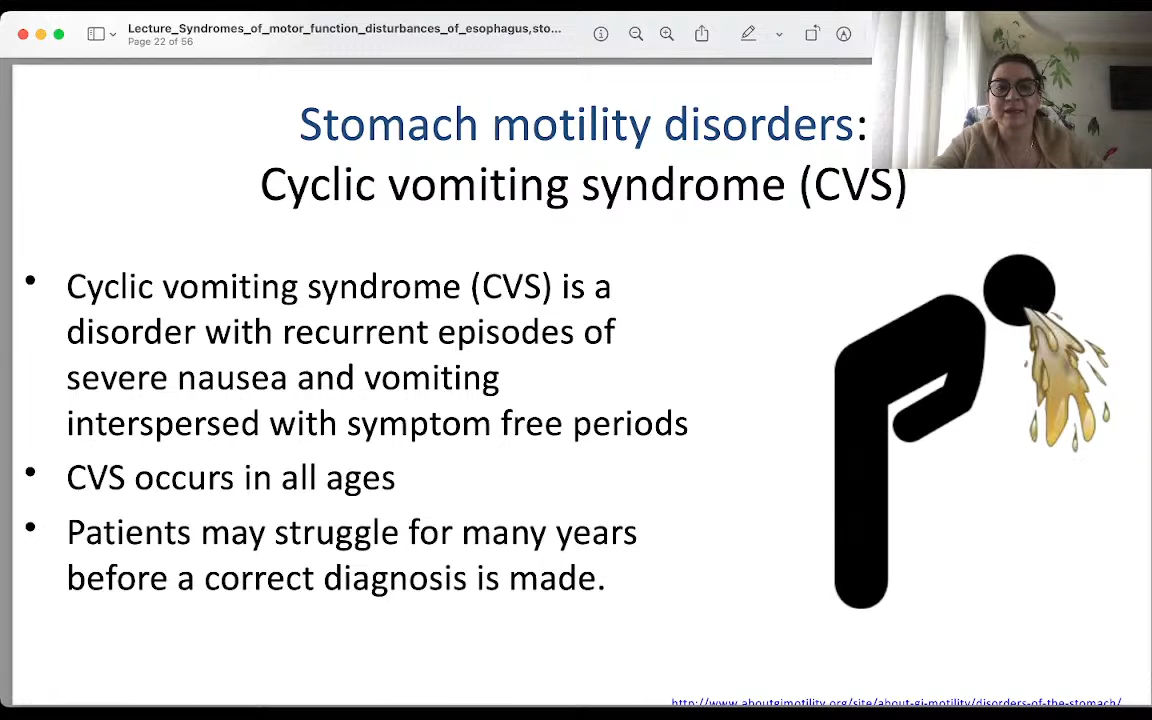 Lecture_Syndromes_of_motor_function_disturbances_of_esophagus,sto...
Page 22 of 56
Stomach motility disorders:
Cyclic vomiting syndrome (CVS)
• Cyclic vomiting syndrome (CVS) is a
disorder with recurrent episodes of
severe nausea and vomiting
interspersed with symptom free periods
• CVS occurs in all ages
• Patients may struggle for many years
before a correct diagnosis is made.
http://www.aboutgimotility.org/site/about-gi-motility/disorders-of-the-stomach/